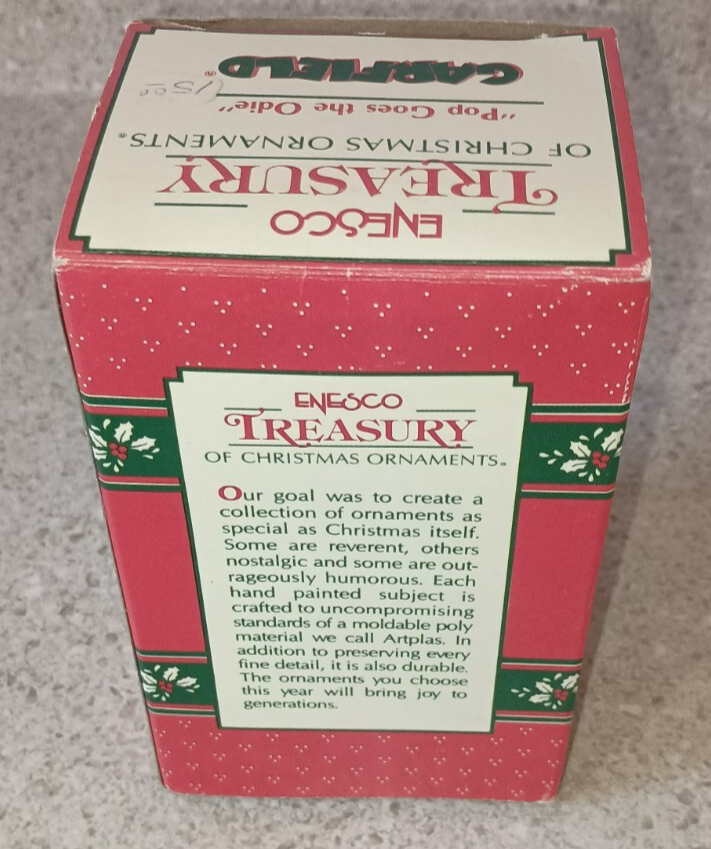 ENESCO
TREASURY
OF CHRISTMAS ORNAMENTS®
"Pop Goes the Odie"
GARFIELD®
15.00
ENESCO
TREASURY
OF CHRISTMAS ORNAMENTS®
Our goal was to create a
collection of ornaments as
special as Christmas itself.
Some are reverent, others
nostalgic and some are out-
rageously humorous. Each
hand painted subject is
crafted to uncompromising
standards of a moldable poly
material we call Artplas. In
addition to preserving every
fine detail, it is also durable.
The ornaments you choose
this year will bring joy to
generations.